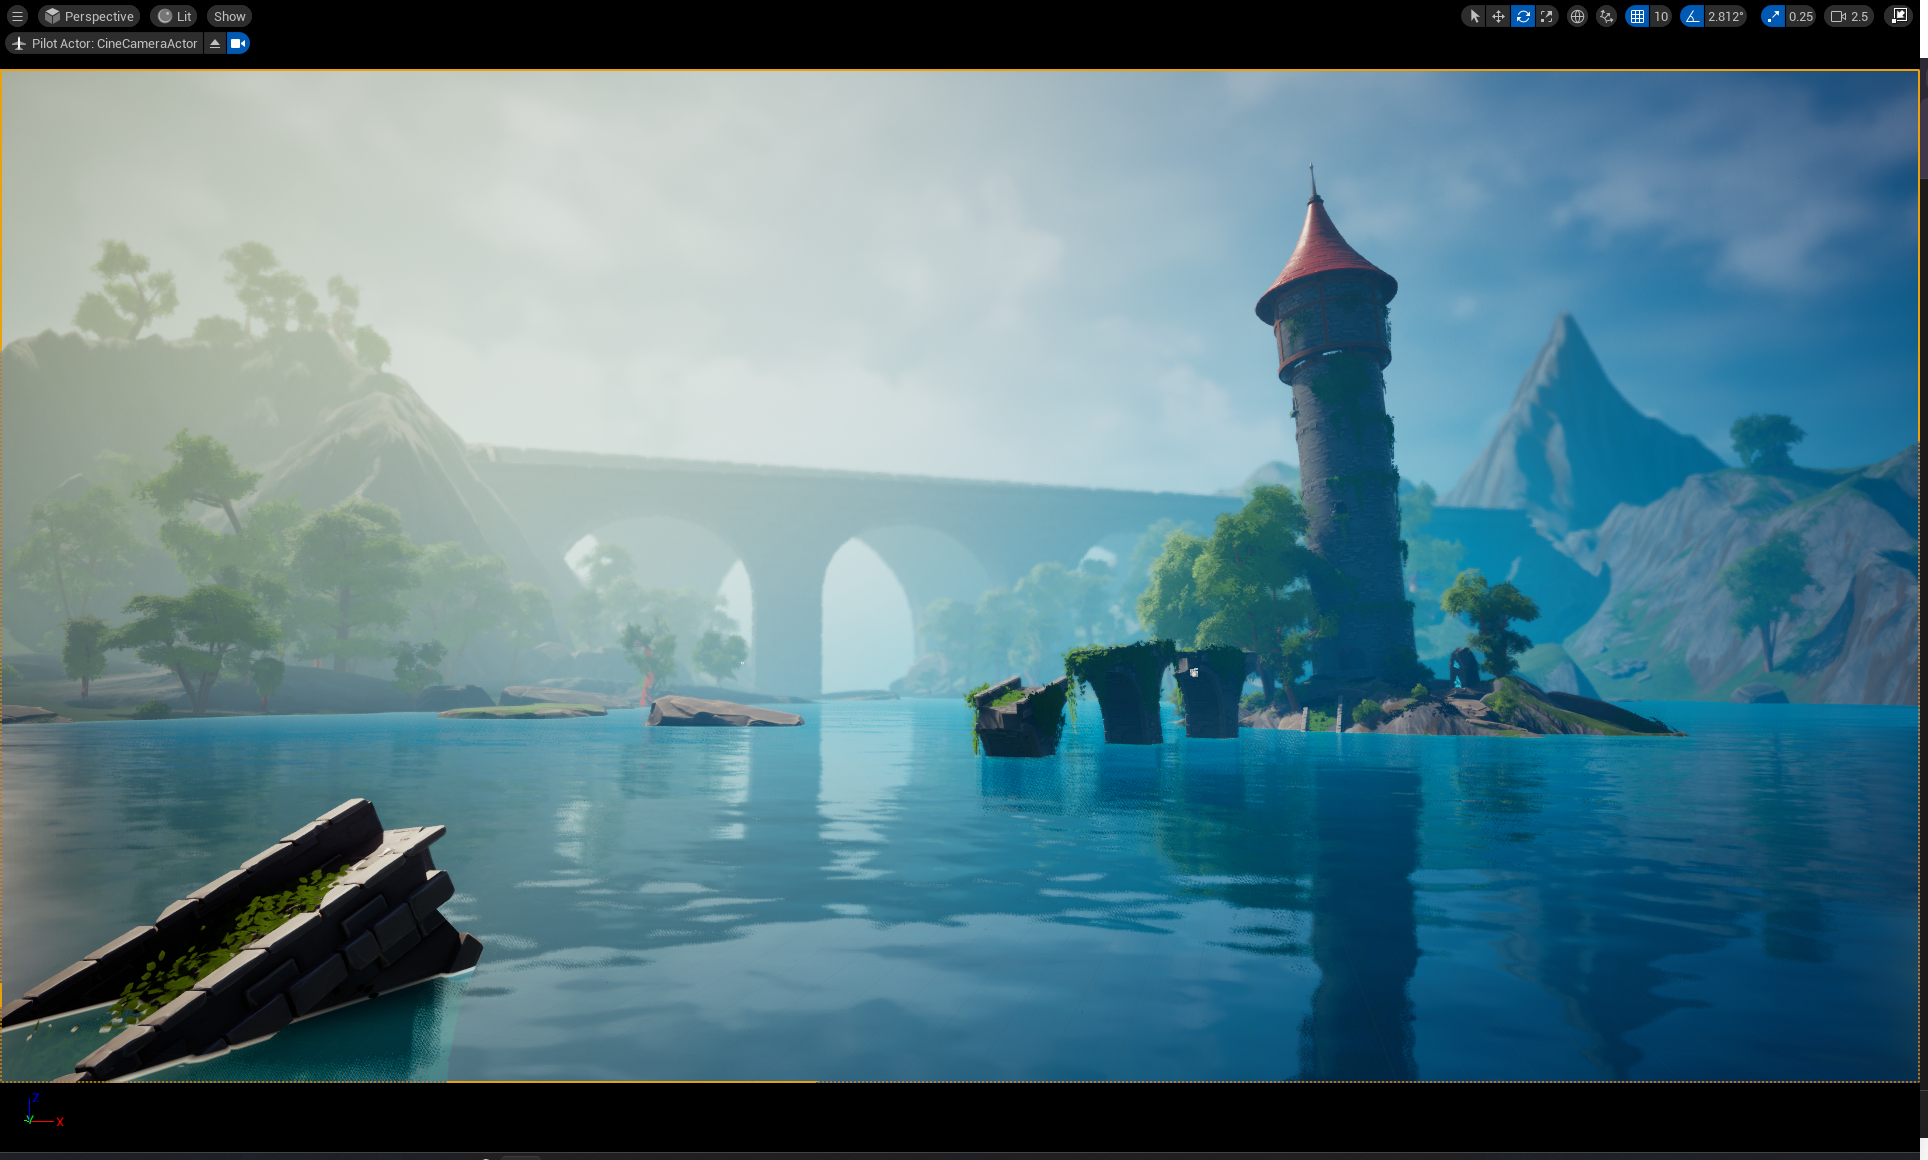 Perspective Lit Show 10 2.812° 0.25 2.5
Pilot Actor: CineCameraActor
Z
Y X